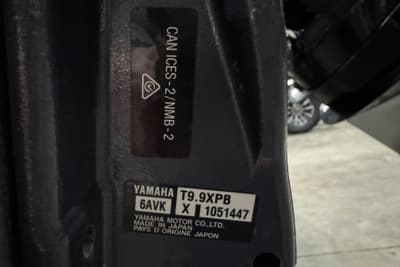 CAN ICES-2/NMB-2
YAMAHA T9.9XPB
6AVK X 1051447
YAMAHA MOTOR CO.,LTD.
MADE IN JAPAN
PAYS D'ORIGINE JAPON